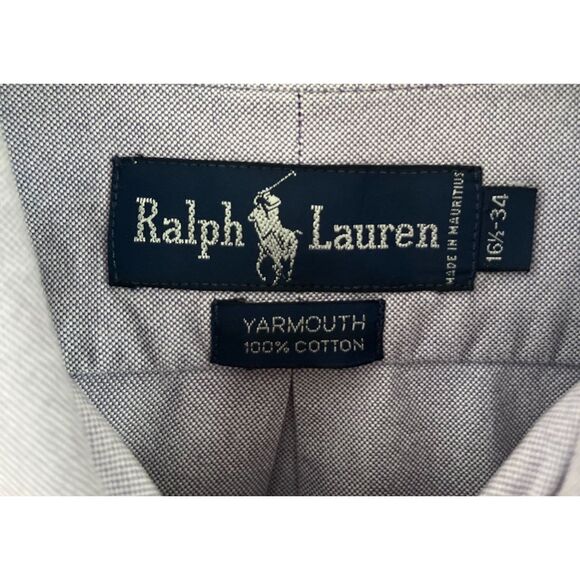 Ralph Lauren
MADE IN MAURITIUS
16½-34
YARMOUTH
100% COTTON